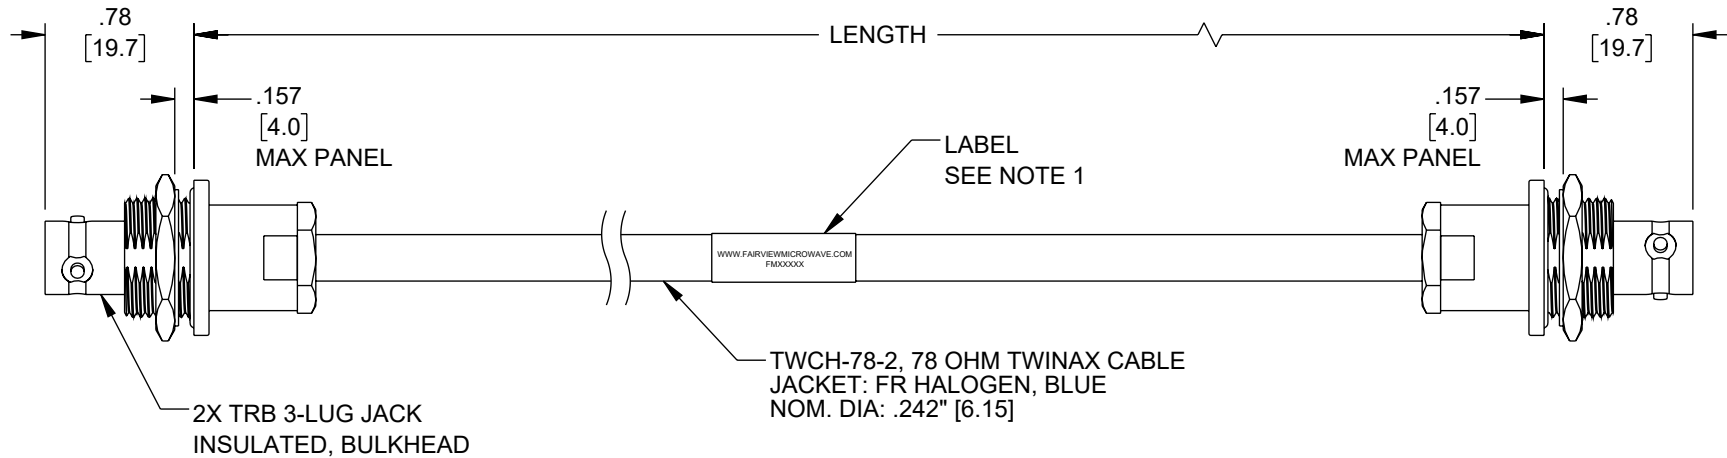 .78
[19.7]
LENGTH
.78
[19.7]
.157
[4.0]
MAX PANEL
.157
[4.0]
MAX PANEL
LABEL
SEE NOTE 1
WWW.FAIRVIEWMICROWAVE.COM
FMXXXXX
TWCH-78-2, 78 OHM TWINAX CABLE
JACKET: FR HALOGEN, BLUE
NOM. DIA: .242" [6.15]
2X TRB 3-LUG JACK
INSULATED, BULKHEAD